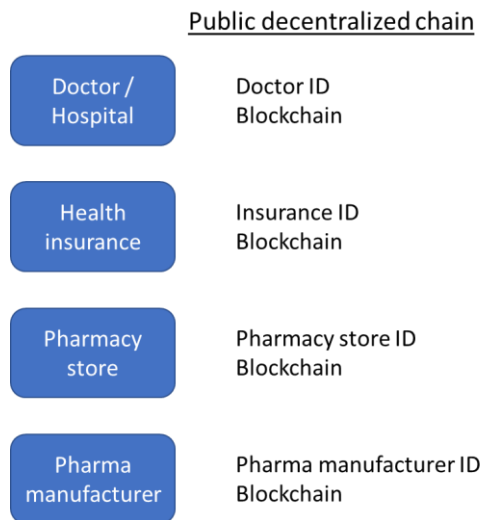 Public decentralized chain
Doctor /
Hospital
Doctor ID
Blockchain
Health
insurance
Insurance ID
Blockchain
Pharmacy
store
Pharmacy store ID
Blockchain
Pharma
manufacturer
Pharma manufacturer ID
Blockchain